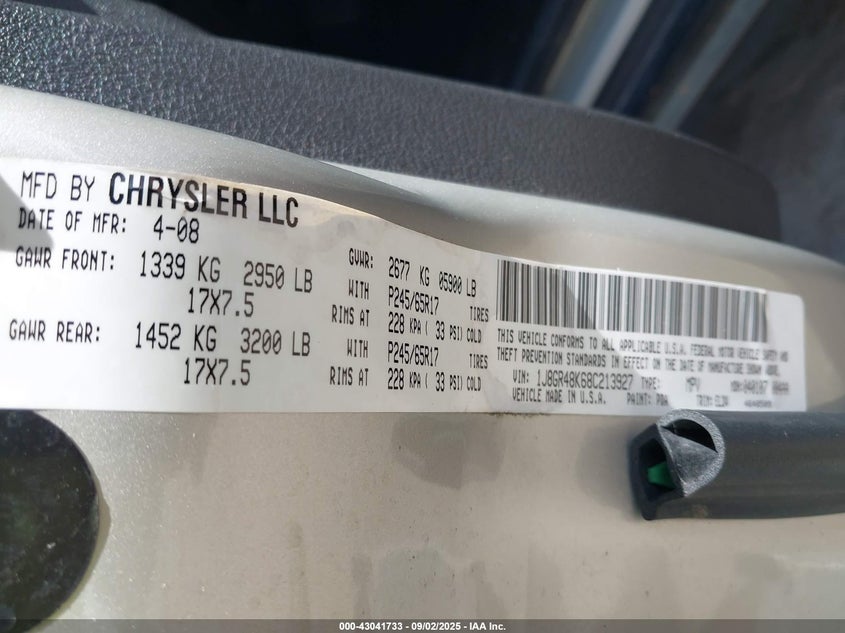 MFD BY CHRYSLER LLC
DATE OF MFR: 4-08
GAWR FRONT: 1339 KG 2950 LB
17X7.5
GAWR REAR: 1452 KG 3200 LB
17X7.5
GVWR: 2677 KG 05900 LB
WITH P245/65R17 TIRES
RIMS AT 228 KPA ( 33 PSI) COLD
WITH P245/65R17 TIRES
RIMS AT 228 KPA ( 33 PSI) COLD
THIS VEHICLE CONFORMS TO ALL APPLICABLE U.S.A. FEDERAL MOTOR VEHICLE SAFETY AND
THEFT PREVENTION STANDARDS IN EFFECT ON THE DATE OF MANUFACTURE SHOWN ABOVE.
VIN: 1J8GR48K68C213927 TYPE: MPV MDH:040107
VEHICLE MADE IN U.S.A. PAINT: PDA TRIM:
000-43041733 - 09/02/2025 - IAA Inc.